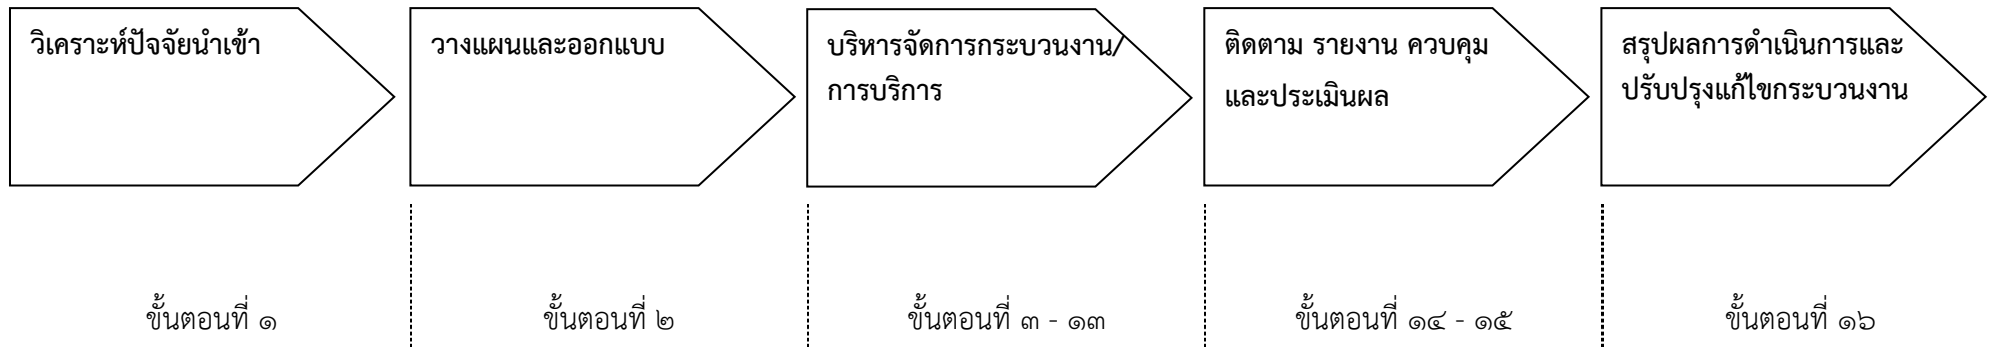 วิเคราะห์ปัจจัยนำเข้า
วางแผนและออกแบบ
บริหารจัดการกระบวนงาน/
การบริการ
ติดตาม รายงาน ควบคุม
และประเมินผล
สรุปผลการดำเนินการและ
ปรับปรุงแก้ไขกระบวนงาน
ขั้นตอนที่ ๑
ขั้นตอนที่ ๒
ขั้นตอนที่ ๓ - ๑๓
ขั้นตอนที่ ๑๔ - ๑๕
ขั้นตอนที่ ๑๖